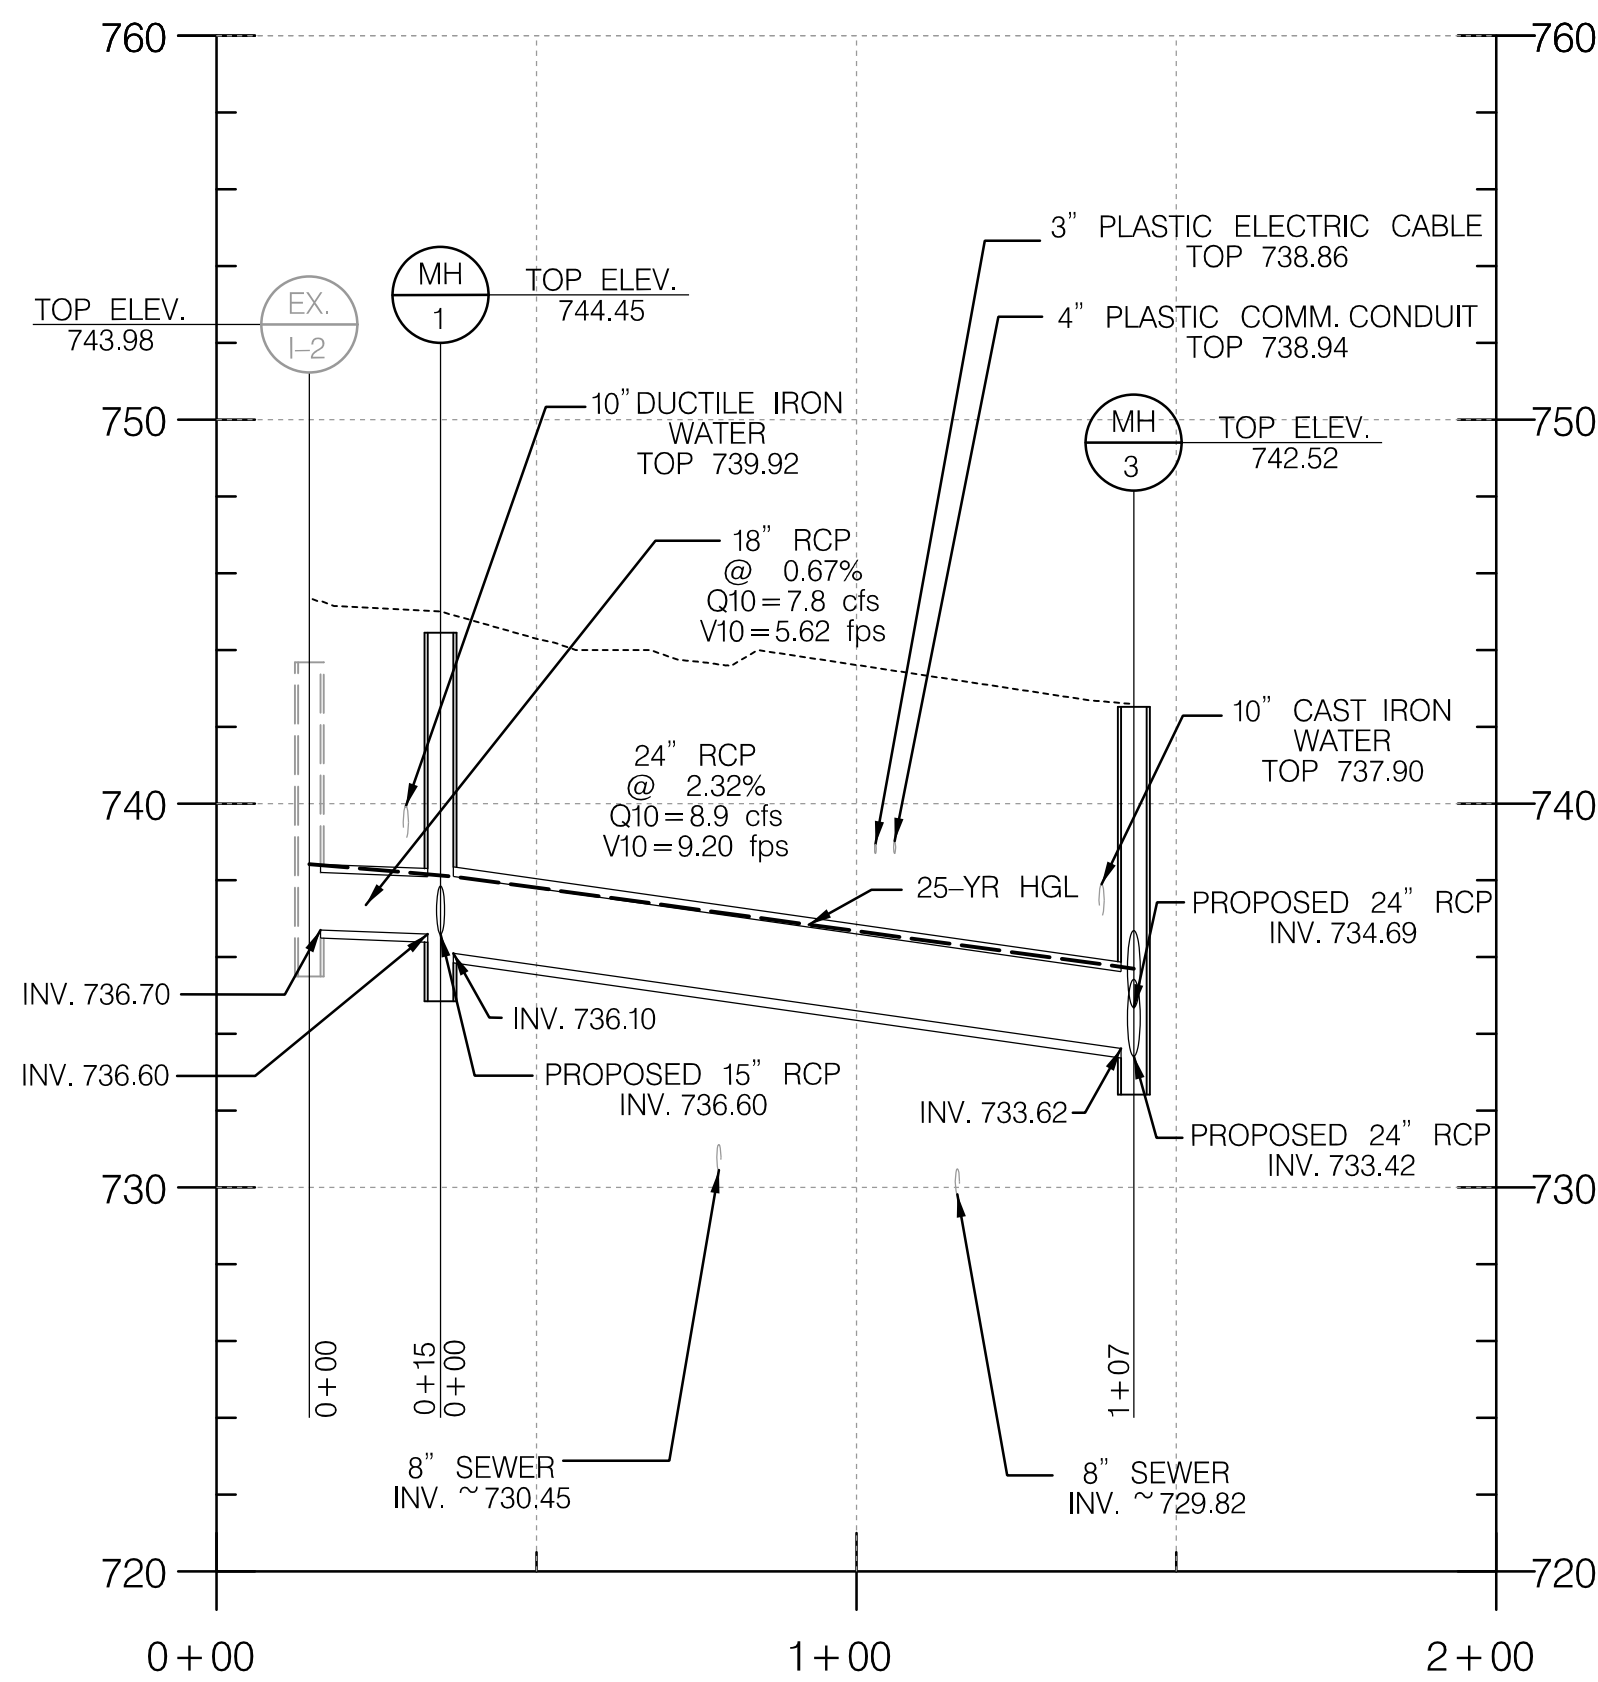 760
760
3” PLASTIC ELECTRIC CABLE
TOP 738.86
MH
1
TOP ELEV.
744.45
EX.
I-2
TOP ELEV.
743.98
4” PLASTIC COMM. CONDUIT
TOP 738.94
10” DUCTILE IRON
WATER
TOP 739.92
750
750
MH
3
TOP ELEV.
742.52
18” RCP
@ 0.67%
Q10=7.8 cfs
V10=5.62 fps
10” CAST IRON
WATER
TOP 737.90
24” RCP
@ 2.32%
Q10=8.9 cfs
V10=9.20 fps
740
740
25-YR HGL
PROPOSED 24” RCP
INV. 734.69
INV. 736.70
INV. 736.10
INV. 736.60
PROPOSED 15” RCP
INV. 736.60
INV. 733.62
PROPOSED 24” RCP
INV. 733.42
730
730
0+00
0+15
0+00
1+07
8” SEWER
INV. ~730.45
8” SEWER
INV. ~729.82
720
720
0+00
1+00
2+00